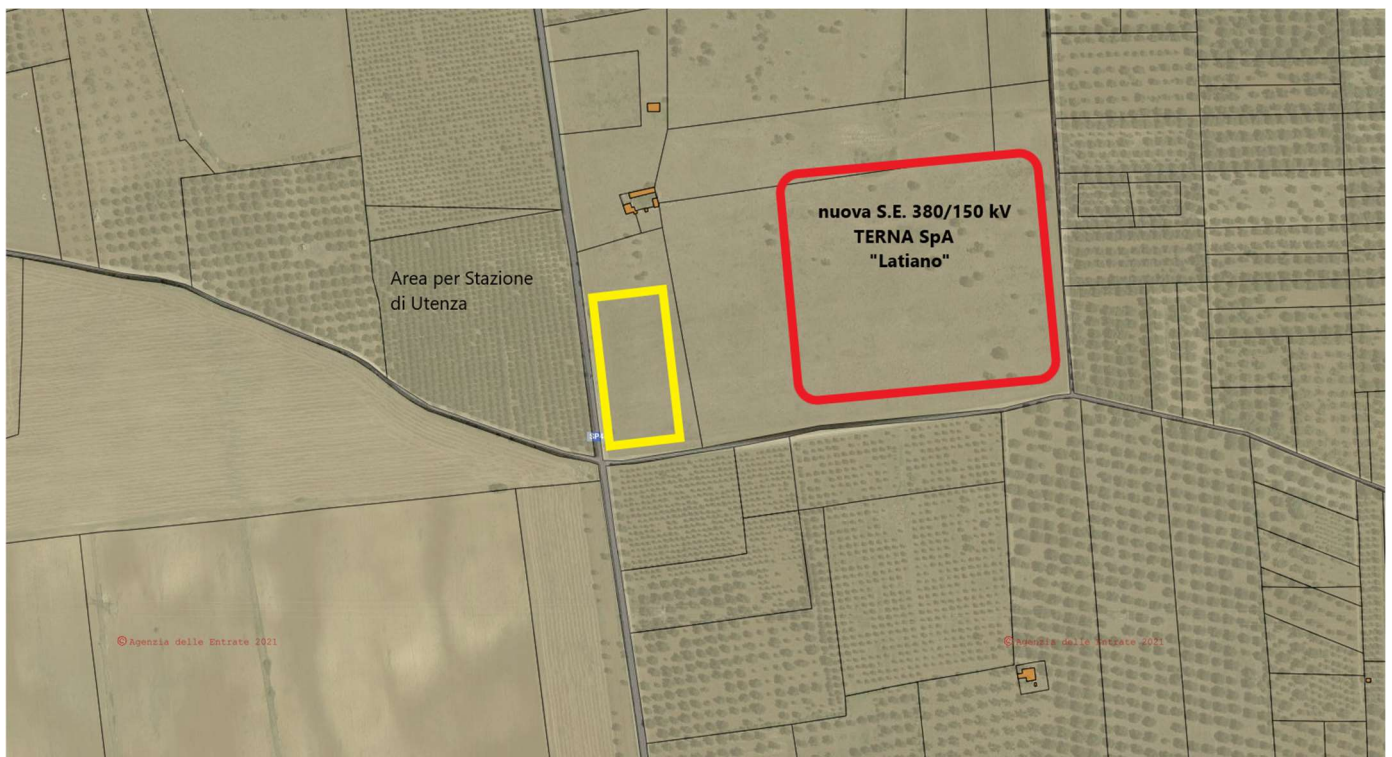 nuova S.E. 380/150 kV
TERNA SpA
"Latiano"
Area per Stazione
di Utenza
©Agenzia delle Entrate 2021
©Agenzia delle Entrate 2021